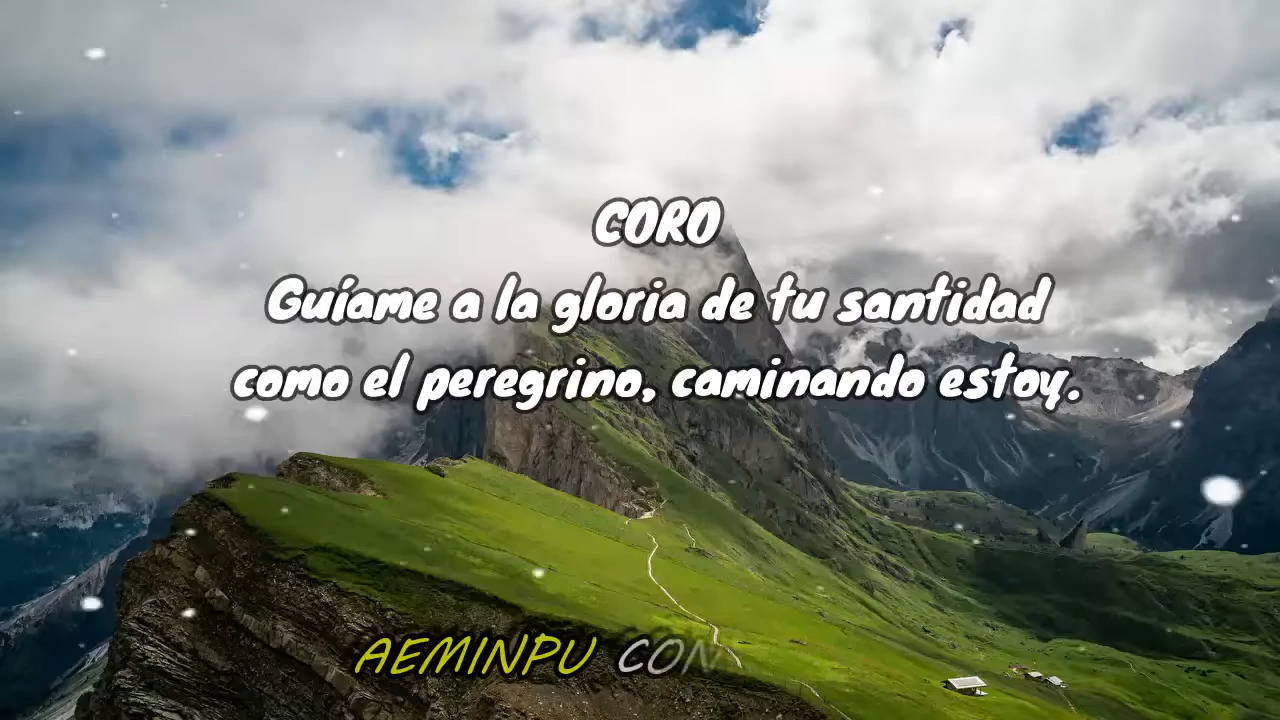 CORO
Guíame a la gloria de tu santidad
como el peregrino, caminando estoy.
AEMINPU CON